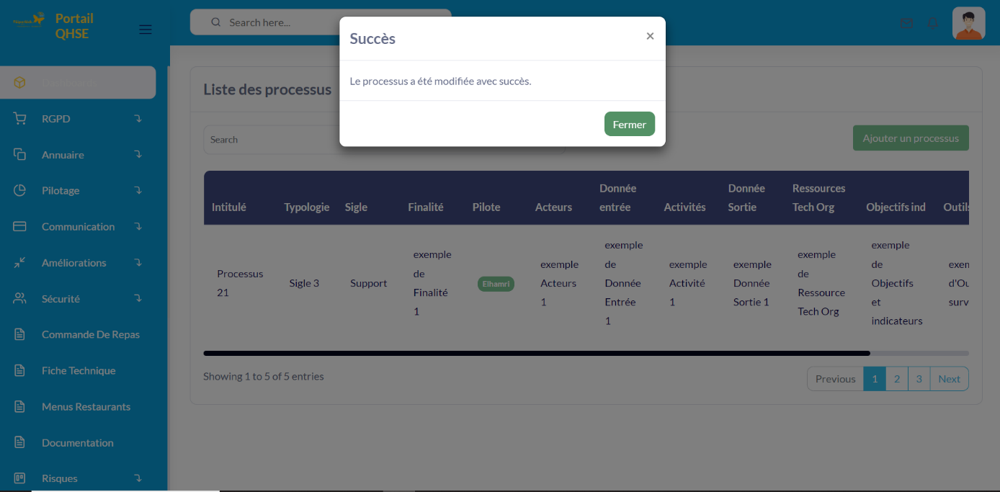 Portail
QHSE
Search here...
Succès
×
Le processus a été modifiée avec succès.
Fermer
Dashboard
RGPD
Annuaire
Pilotage
Communication
Améliorations
Sécurité
Commande De Repas
Fiche Technique
Menus Restaurants
Documentation
Risques
Liste des processus
Search
Ajouter un processus
Intitulé Typologie Sigle Finalité Pilote Acteurs Donnée entrée Activités Donnée Sortie Ressources Tech Org Objectifs ind Outils
Processus 21 Sigle 3 Support exemple de Finalité 1 Elhamri exemple Acteurs 1 exemple de Donnée Entrée 1 exemple Activité 1 exemple Donnée Sortie 1 exemple de Ressource Tech Org exemple de Objectifs et indicateurs exem d'Ou surv
Showing 1 to 5 of 5 entries
Previous 1 2 3 Next